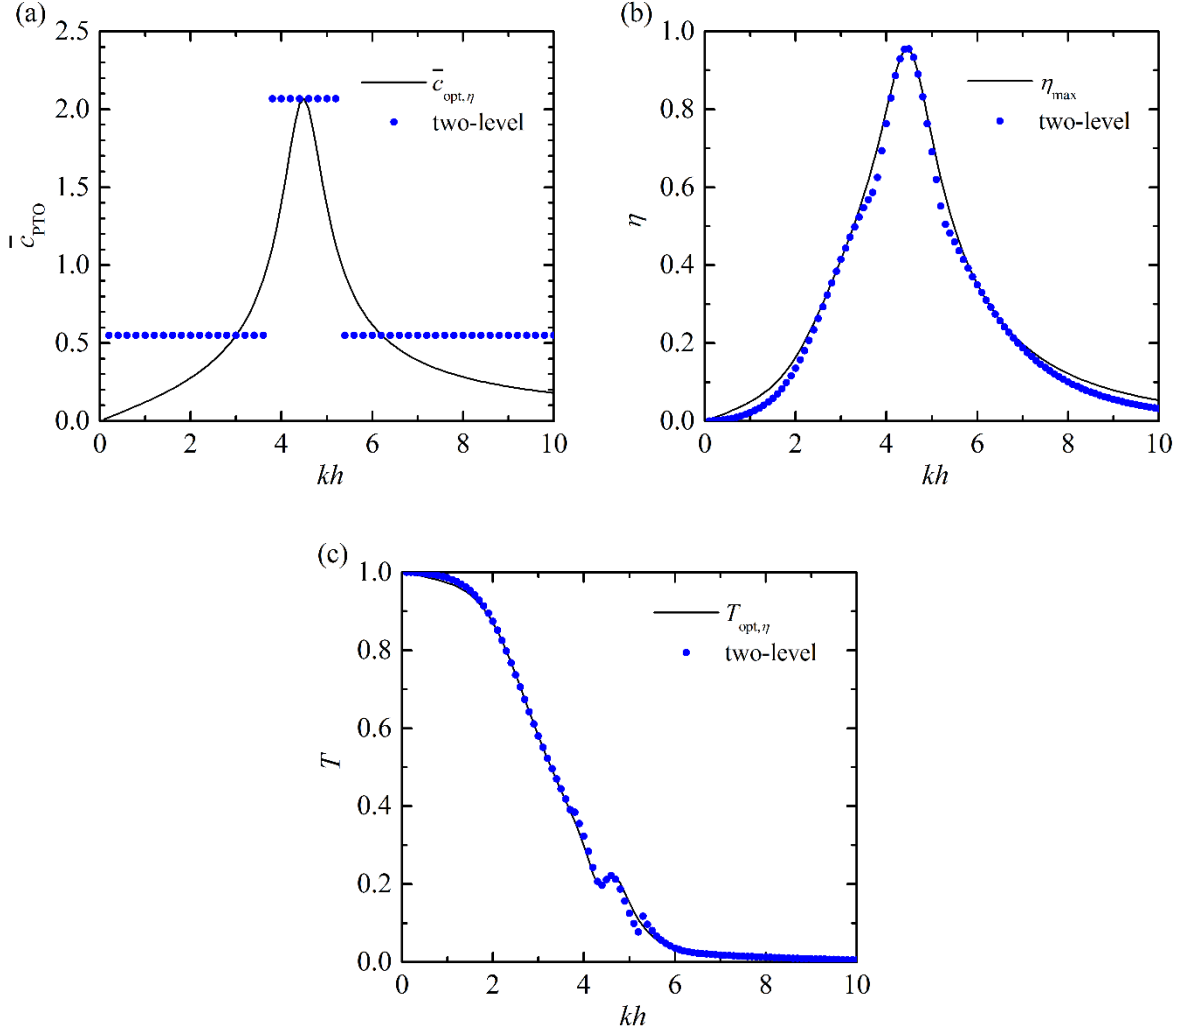 (a)
2.5
2.0
1.5
1.0
0.5
0.0
c̅PTO
c̅opt, η
two-level
0 2 4 6 8 10
kh
(b)
1.0
0.8
0.6
0.4
0.2
0.0
η
ηmax
two-level
0 2 4 6 8 10
kh
(c)
1.0
0.8
0.6
0.4
0.2
0.0
T
Topt, η
two-level
0 2 4 6 8 10
kh